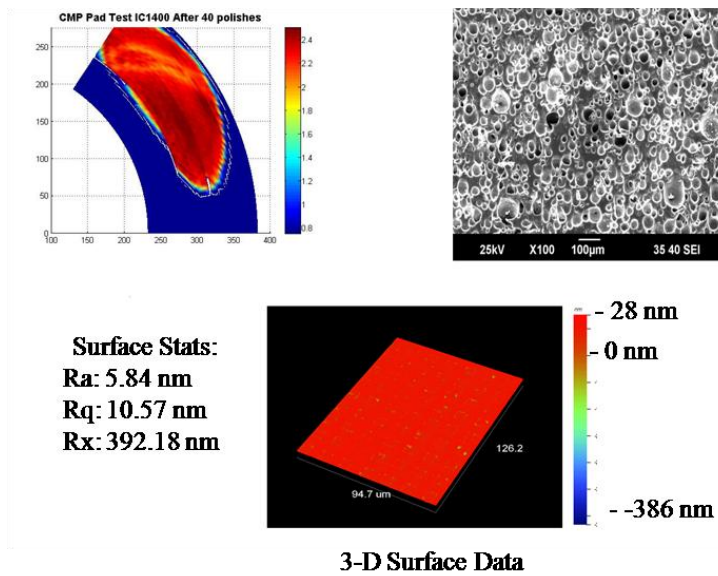 CMP Pad Test IC1400 After 40 polishes
250
200
150
100
50
0
100 150 200 250 300 350 400
2.4
2.2
2
1.8
1.6
1.4
1.2
1
0.8
25kV X100 100µm 35 40 SEI
Surface Stats:
Ra: 5.84 nm
Rq: 10.57 nm
Rx: 392.18 nm
94.7 um
126.2
- 28 nm
- 0 nm
- -386 nm
3-D Surface Data